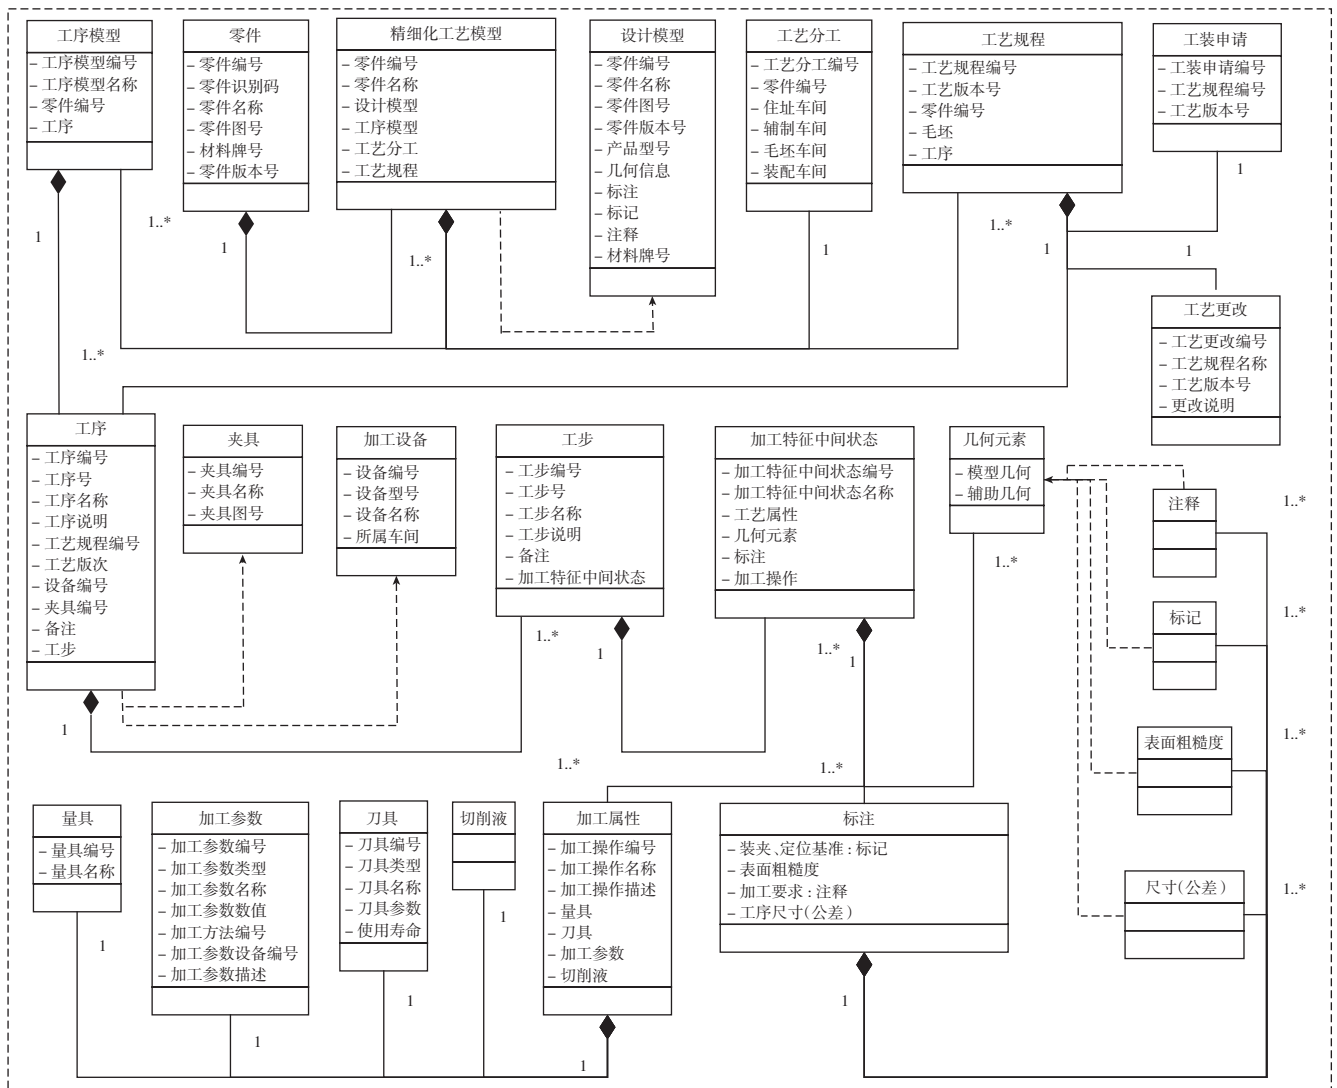 工序模型
– 工序模型编号
– 工序模型名称
– 零件编号
– 工序
零件
– 零件编号
– 零件识别码
– 零件名称
– 零件图号
– 材料牌号
– 零件版本号
精细化工艺模型
– 零件编号
– 零件名称
– 设计模型
– 工序模型
– 工艺分工
– 工艺规程
设计模型
– 零件编号
– 零件名称
– 零件图号
– 零件版本号
– 产品型号
– 几何信息
– 标注
– 标记
– 注释
– 材料牌号
工艺分工
– 工艺分工编号
– 零件编号
– 住址车间
– 辅制车间
– 毛坯车间
– 装配车间
工艺规程
– 工艺规程编号
– 工艺版本号
– 零件编号
– 毛坯
– 工序
工装申请
– 工装申请编号
– 工艺规程编号
– 工艺版本号
1
1..*
1
1..*
1
1..*
1
1
1
1..*
工艺更改
– 工艺更改编号
– 工艺规程名称
– 工艺版本号
– 更改说明
工序
– 工序编号
– 工序号
– 工序名称
– 工序说明
– 工艺规程编号
– 工艺版次
– 设备编号
– 夹具编号
– 备注
– 工步
夹具
– 夹具编号
– 夹具名称
– 夹具图号
加工设备
– 设备编号
– 设备型号
– 设备名称
– 所属车间
工步
– 工步编号
– 工步号
– 工步名称
– 工步说明
– 备注
– 加工特征中间状态
加工特征中间状态
– 加工特征中间状态编号
– 加工特征中间状态名称
– 工艺属性
– 几何元素
– 标注
– 加工操作
几何元素
– 模型几何
– 辅助几何
注释
1..*
1..*
标记
1..*
1
1..*
1
1..*
1
表面粗糙度
1..*
1..*
1..*
量具
– 量具编号
– 量具名称
加工参数
– 加工参数编号
– 加工参数类型
– 加工参数名称
– 加工参数数值
– 加工方法编号
– 加工参数设备编号
– 加工参数描述
刀具
– 刀具编号
– 刀具类型
– 刀具名称
– 刀具参数
– 使用寿命
切削液
加工属性
– 加工操作编号
– 加工操作名称
– 加工操作描述
– 量具
– 刀具
– 加工参数
– 切削液
标注
– 装夹、定位基准：标记
– 表面粗糙度
– 加工要求：注释
– 工序尺寸(公差)
尺寸(公差)
1..*
1
1
1
1
1
1